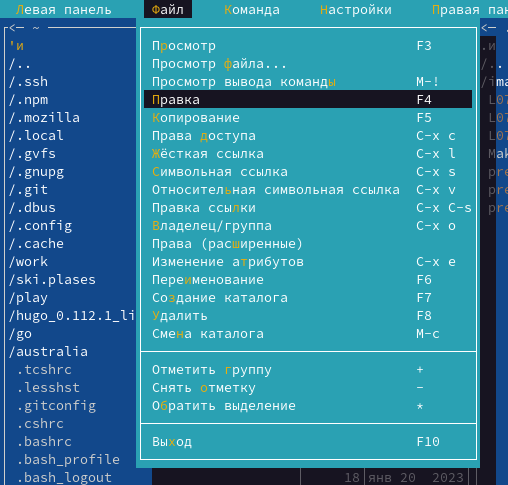 Левая панель Файл Команда Настройки Правая пан
<─ ~ <─
'и .и
/.. /..
/.ssh /ima
/.npm L07
/.mozilla L07
/.local L07
/.gvfs Mak
/.gnupg pre
/.git pre
/.dbus pre
/.config
/.cache
/work
/ski.plases
/play
/hugo_0.112.1_li
/go
/australia
.tcshrc
.lesshst
.gitconfig
.cshrc
.bashrc
.bash_profile
.bash_logout
Просмотр F3
Просмотр файла...
Просмотр вывода команды M-!
Правка F4
Копирование F5
Права доступа C-x c
Жёсткая ссылка C-x l
Символьная ссылка C-x s
Относительная символьная ссылка C-x v
Правка ссылки C-x C-s
Владелец/группа C-x o
Права (расширенные)
Изменение атрибутов C-x e
Переименование F6
Создание каталога F7
Удалить F8
Смена каталога M-c
Отметить группу +
Снять отметку -
Обратить выделение *
Выход F10
18 янв 20 2023